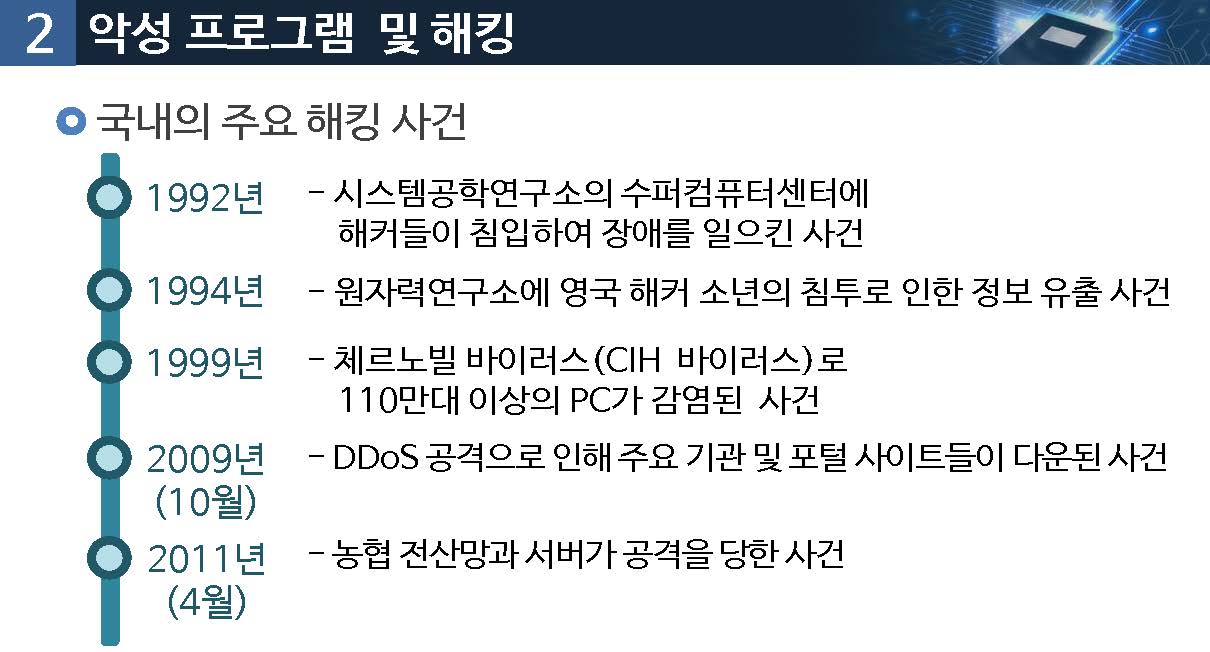 2 악성 프로그램 및 해킹
국내의 주요 해킹 사건
1992년 - 시스템공학연구소의 수퍼컴퓨터센터에
해커들이 침입하여 장애를 일으킨 사건
1994년 - 원자력연구소에 영국 해커 소년의 침투로 인한 정보 유출 사건
1999년 - 체르노빌 바이러스(CIH 바이러스)로
110만대 이상의 PC가 감염된 사건
2009년 - DDoS 공격으로 인해 주요 기관 및 포털 사이트들이 다운된 사건
(10월)
2011년 - 농협 전산망과 서버가 공격을 당한 사건
(4월)